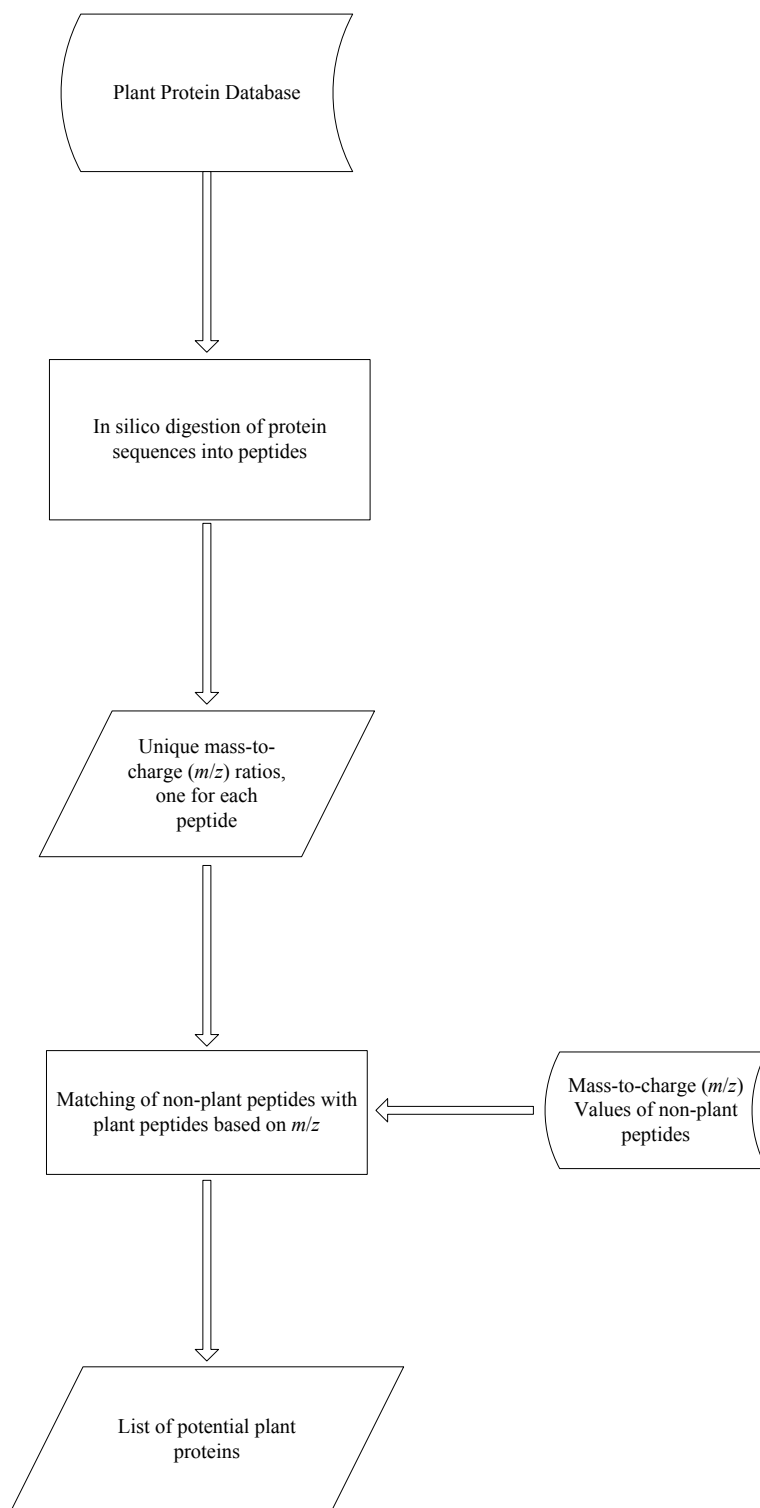 Plant Protein Database
In silico digestion of protein
sequences into peptides
Unique mass-to-
charge (m/z) ratios,
one for each
peptide
Matching of non-plant peptides with
plant peptides based on m/z
Mass-to-charge (m/z)
Values of non-plant
peptides
List of potential plant
proteins